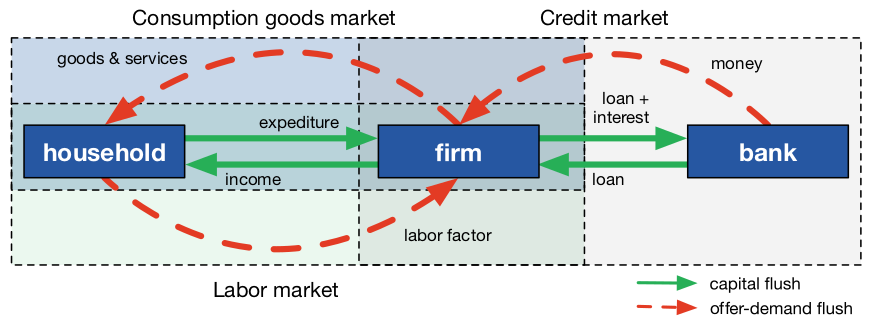 Consumption goods market
Credit market
goods & services
money
loan +
interest
expediture
household
firm
bank
income
loan
labor factor
Labor market
capital flush
offer-demand flush